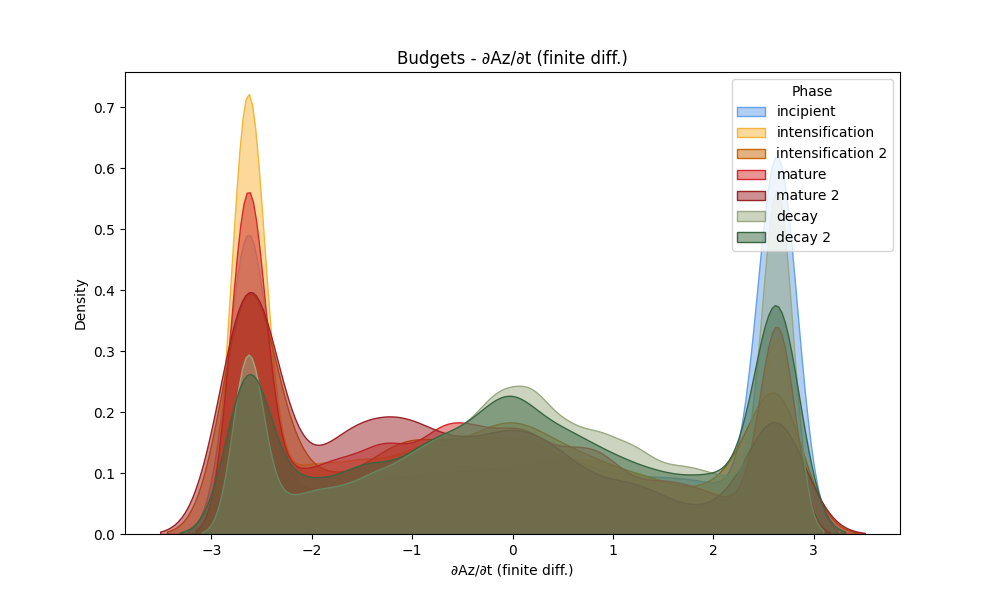 Budgets - ∂Az/∂t (finite diff.)
Phase
incipient
intensification
intensification 2
mature
mature 2
decay
decay 2
Density
0.7
0.6
0.5
0.4
0.3
0.2
0.1
0.0
−3
−2
−1
0
1
2
3
∂Az/∂t (finite diff.)